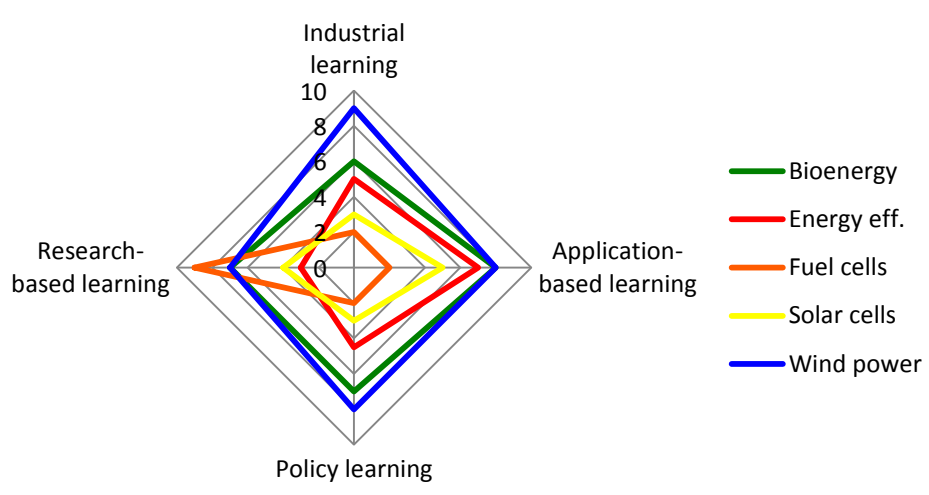 Industrial
learning
10
8
6
4
2
0
Research-
based learning
Application-
based learning
Policy learning
Bioenergy
Energy eff.
Fuel cells
Solar cells
Wind power